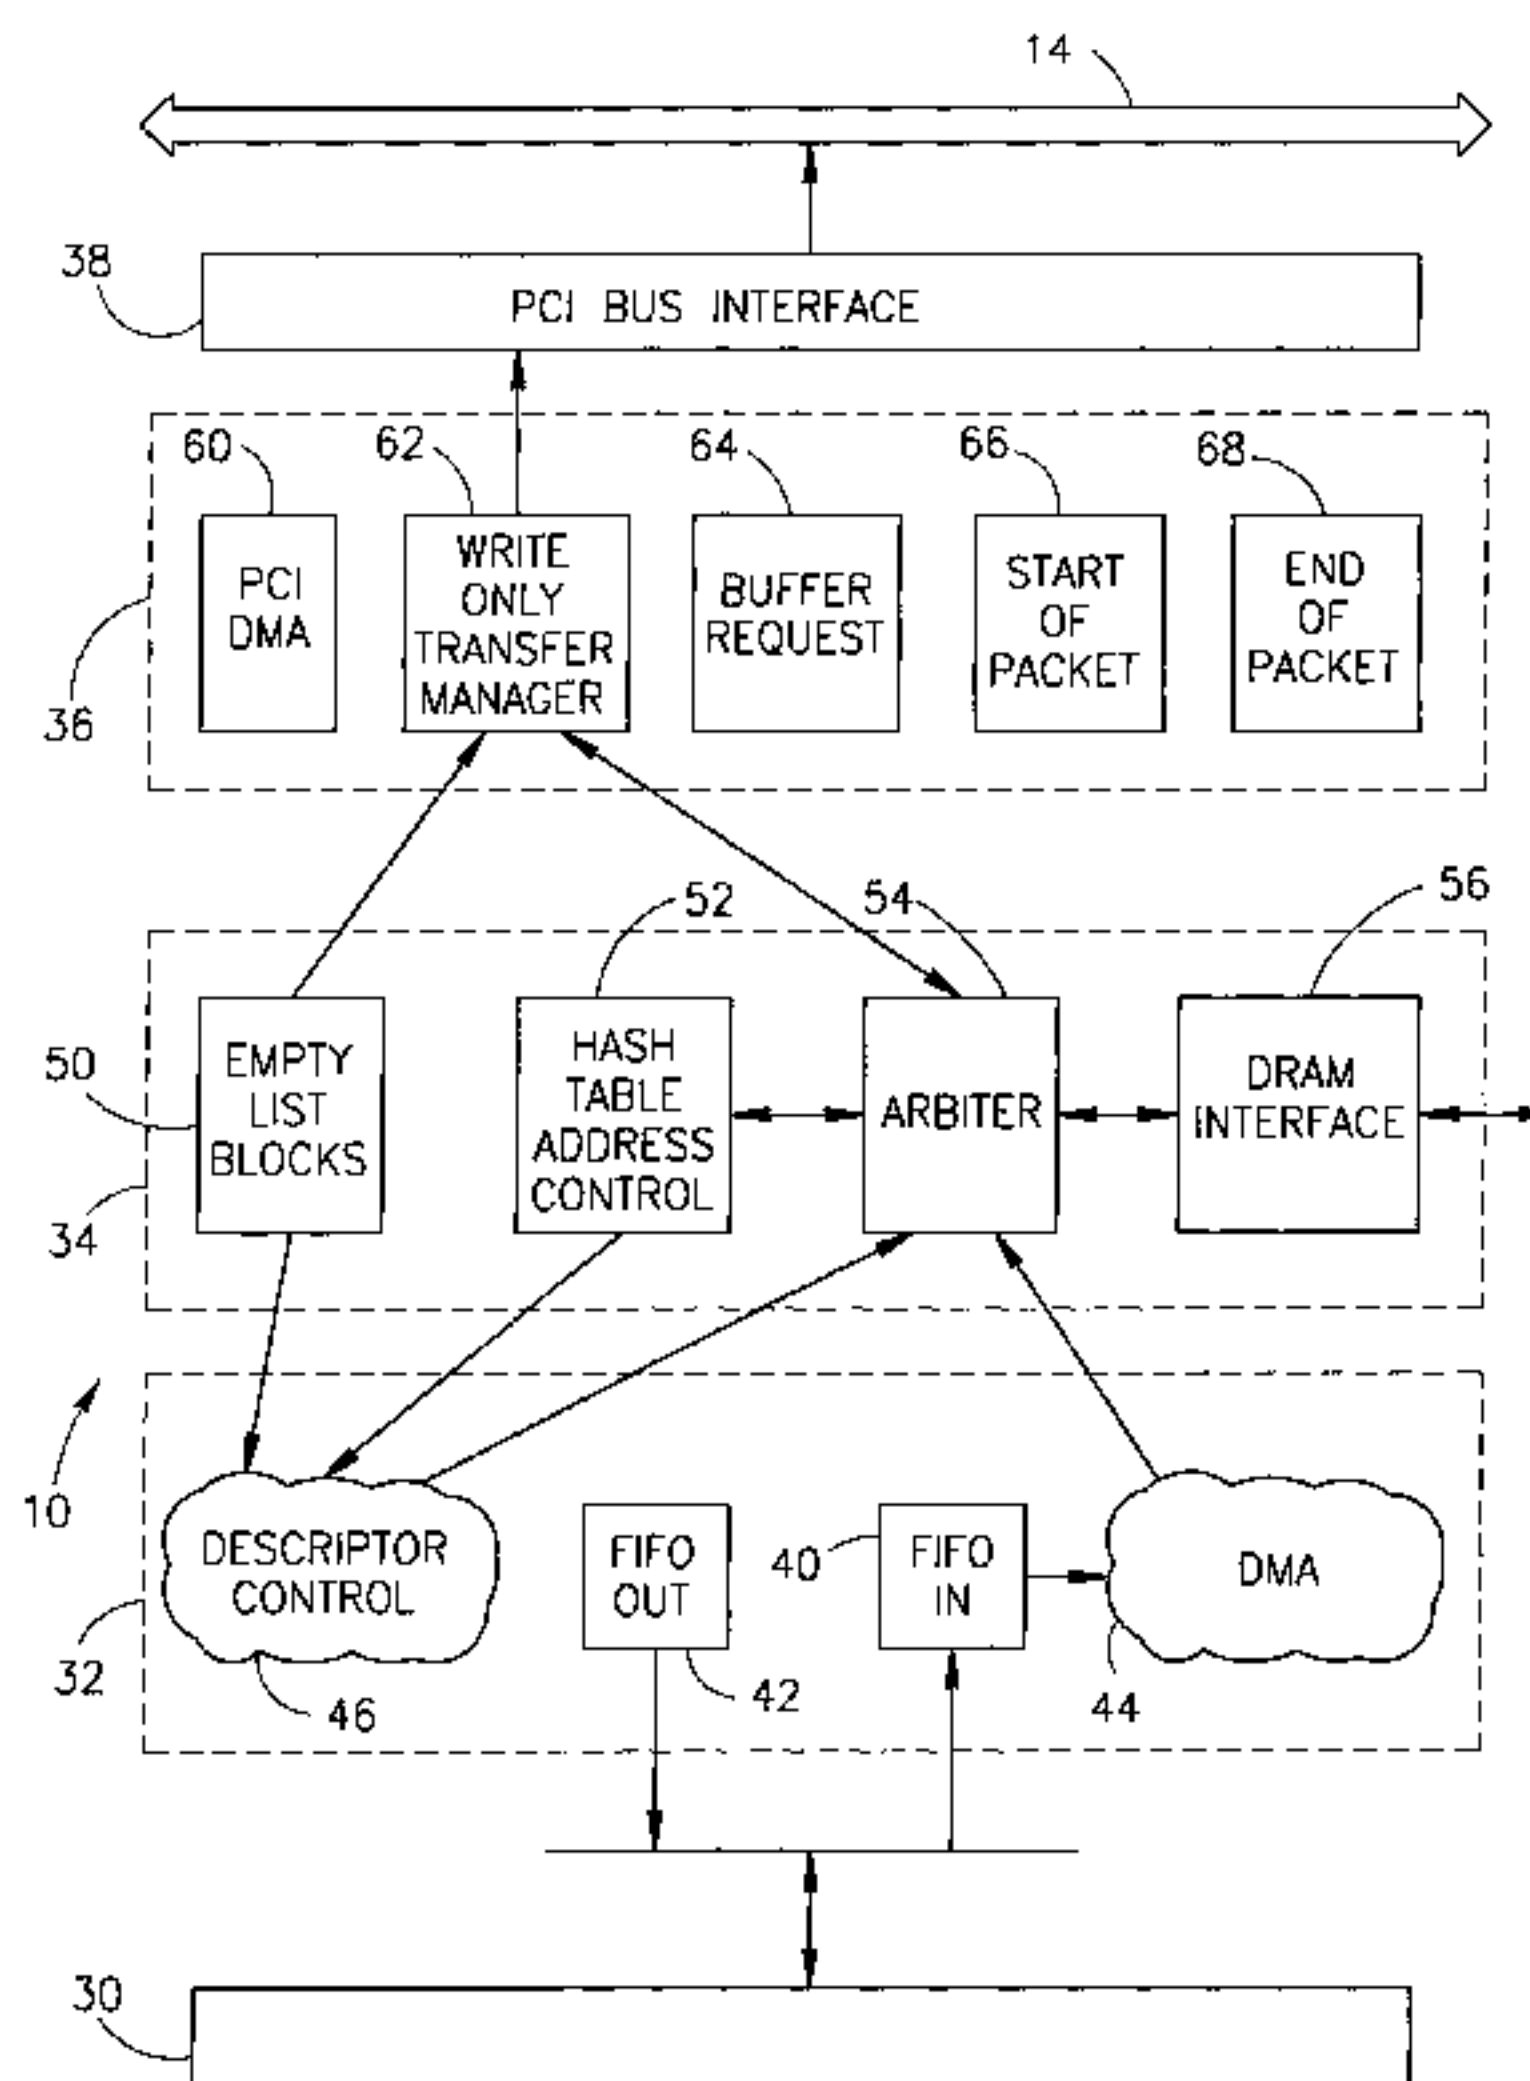 14
38
PCI BUS INTERFACE
60
62
64
66
68
PCI
DMA
WRITE
ONLY
TRANSFER
MANAGER
BUFFER
REQUEST
START
OF
PACKET
END
OF
PACKET
36
52
54
56
50
EMPTY
LIST
BLOCKS
HASH
TABLE
ADDRESS
CONTROL
ARBITER
DRAM
INTERFACE
34
10
DESCRIPTOR
CONTROL
FIFO
OUT
40
FIFO
IN
DMA
32
46
42
44
30